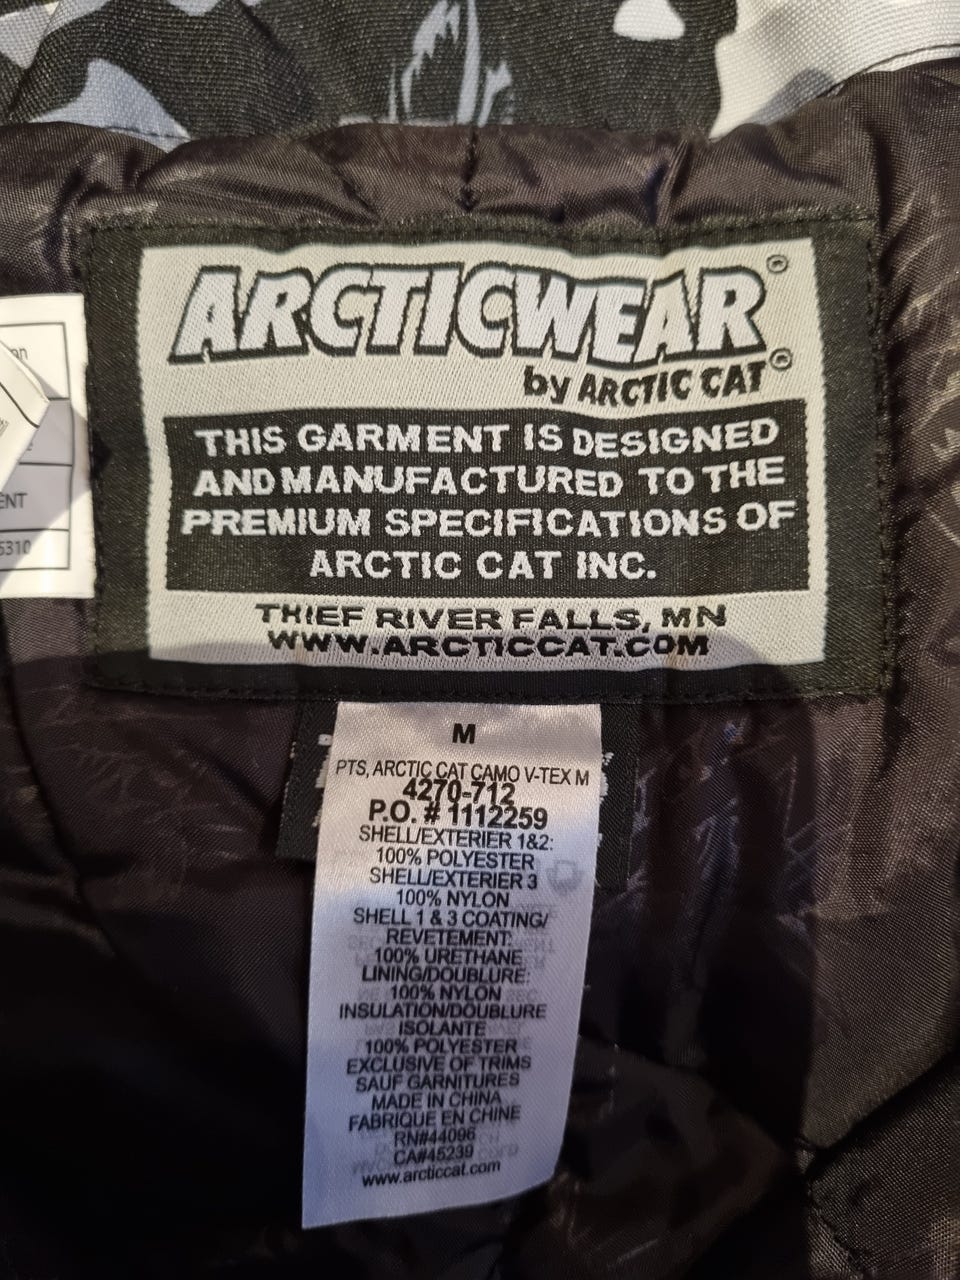 ARCTICWEAR®
by ARCTIC CAT®
THIS GARMENT IS DESIGNED
AND MANUFACTURED TO THE
PREMIUM SPECIFICATIONS OF
ARCTIC CAT INC.
THIEF RIVER FALLS, MN
WWW.ARCTICCAT.COM
ENT
5310
M
PTS, ARCTIC CAT CAMO V-TEX M
4270-712
P.O. # 1112259
SHELL/EXTERIER 1&2:
100% POLYESTER
SHELL/EXTERIER 3
100% NYLON
SHELL 1 & 3 COATING/
REVETEMENT:
100% URETHANE
LINING/DOUBLURE:
100% NYLON
INSULATION/DOUBLURE
ISOLANTE
100% POLYESTER
EXCLUSIVE OF TRIMS
SAUF GARNITURES
MADE IN CHINA
FABRIQUE EN CHINE
RN#44096
CA#45239
www.arcticcat.com